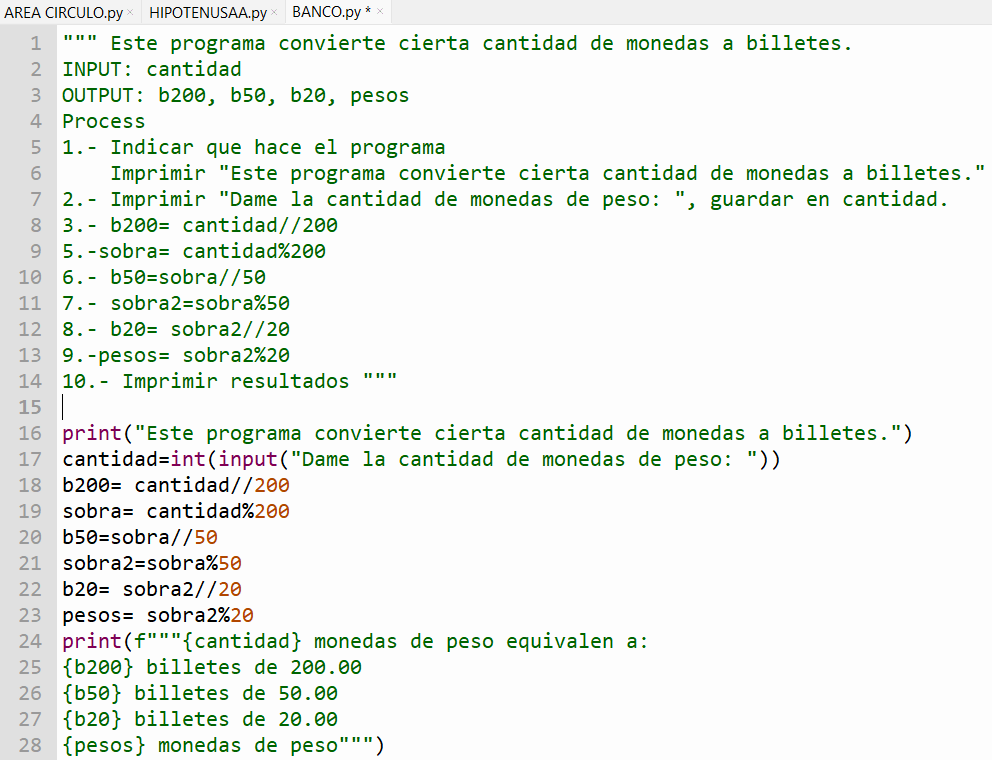 AREA CIRCULO.py × HIPOTENUSAA.py × BANCO.py * ×
1 """ Este programa convierte cierta cantidad de monedas a billetes.
2 INPUT: cantidad
3 OUTPUT: b200, b50, b20, pesos
4 Process
5 1.- Indicar que hace el programa
6     Imprimir "Este programa convierte cierta cantidad de monedas a billetes."
7 2.- Imprimir "Dame la cantidad de monedas de peso: ", guardar en cantidad.
8 3.- b200= cantidad//200
9 5.-sobra= cantidad%200
10 6.- b50=sobra//50
11 7.- sobra2=sobra%50
12 8.- b20= sobra2//20
13 9.-pesos= sobra2%20
14 10.- Imprimir resultados """
15
16 print("Este programa convierte cierta cantidad de monedas a billetes.")
17 cantidad=int(input("Dame la cantidad de monedas de peso: "))
18 b200= cantidad//200
19 sobra= cantidad%200
20 b50=sobra//50
21 sobra2=sobra%50
22 b20= sobra2//20
23 pesos= sobra2%20
24 print(f"""{cantidad} monedas de peso equivalen a:
25 {b200} billetes de 200.00
26 {b50} billetes de 50.00
27 {b20} billetes de 20.00
28 {pesos} monedas de peso""")